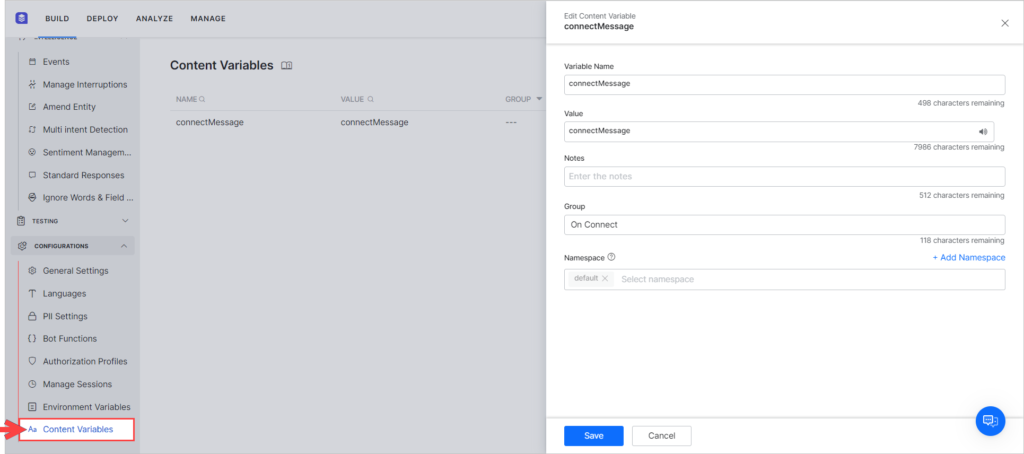 BUILD DEPLOY ANALYZE MANAGE
Events
Manage Interruptions
Amend Entity
Multi intent Detection
Sentiment Managem...
Standard Responses
Ignore Words & Field ...
TESTING
CONFIGURATIONS
General Settings
Languages
PII Settings
Bot Functions
Authorization Profiles
Manage Sessions
Environment Variables
Aa Content Variables
Content Variables
NAME VALUE GROUP
connectMessage connectMessage ---
Edit Content Variable
connectMessage
Variable Name
connectMessage
498 characters remaining
Value
connectMessage
7986 characters remaining
Notes
Enter the notes
512 characters remaining
Group
On Connect
118 characters remaining
Namespace + Add Namespace
default Select namespace
Save Cancel